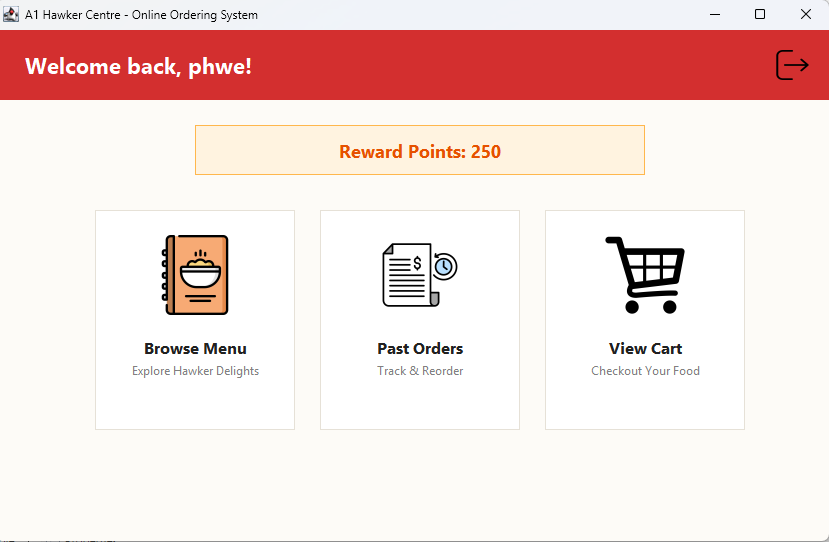 A1 Hawker Centre - Online Ordering System
Welcome back, phwe!
Reward Points: 250
$
Browse Menu
Past Orders
View Cart
Explore Hawker Delights
Track & Reorder
Checkout Your Food